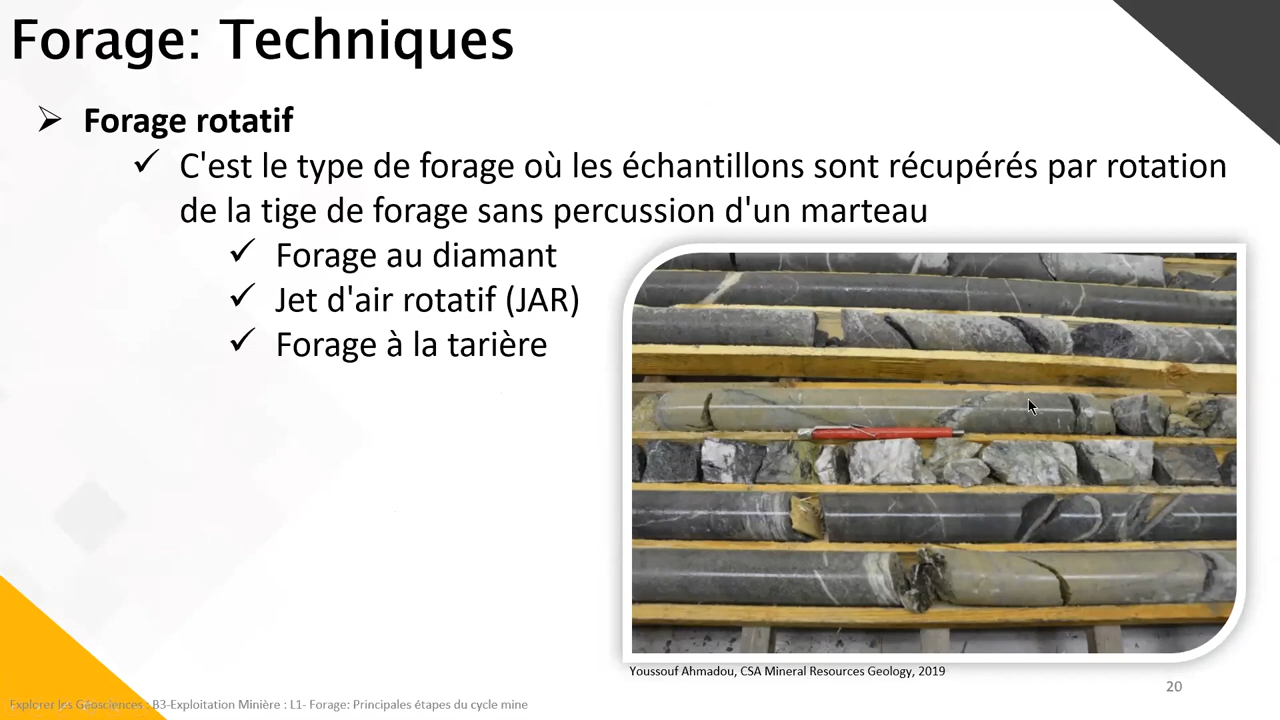 Forage: Techniques
Forage rotatif
C'est le type de forage où les échantillons sont récupérés par rotation
de la tige de forage sans percussion d'un marteau
Forage au diamant
Jet d'air rotatif (JAR)
Forage à la tarière
Youssouf Ahmadou, CSA Mineral Resources Geology, 2019
20
Explorer les Géosciences : B3-Exploitation Minière : L1- Forage: Principales étapes du cycle mine